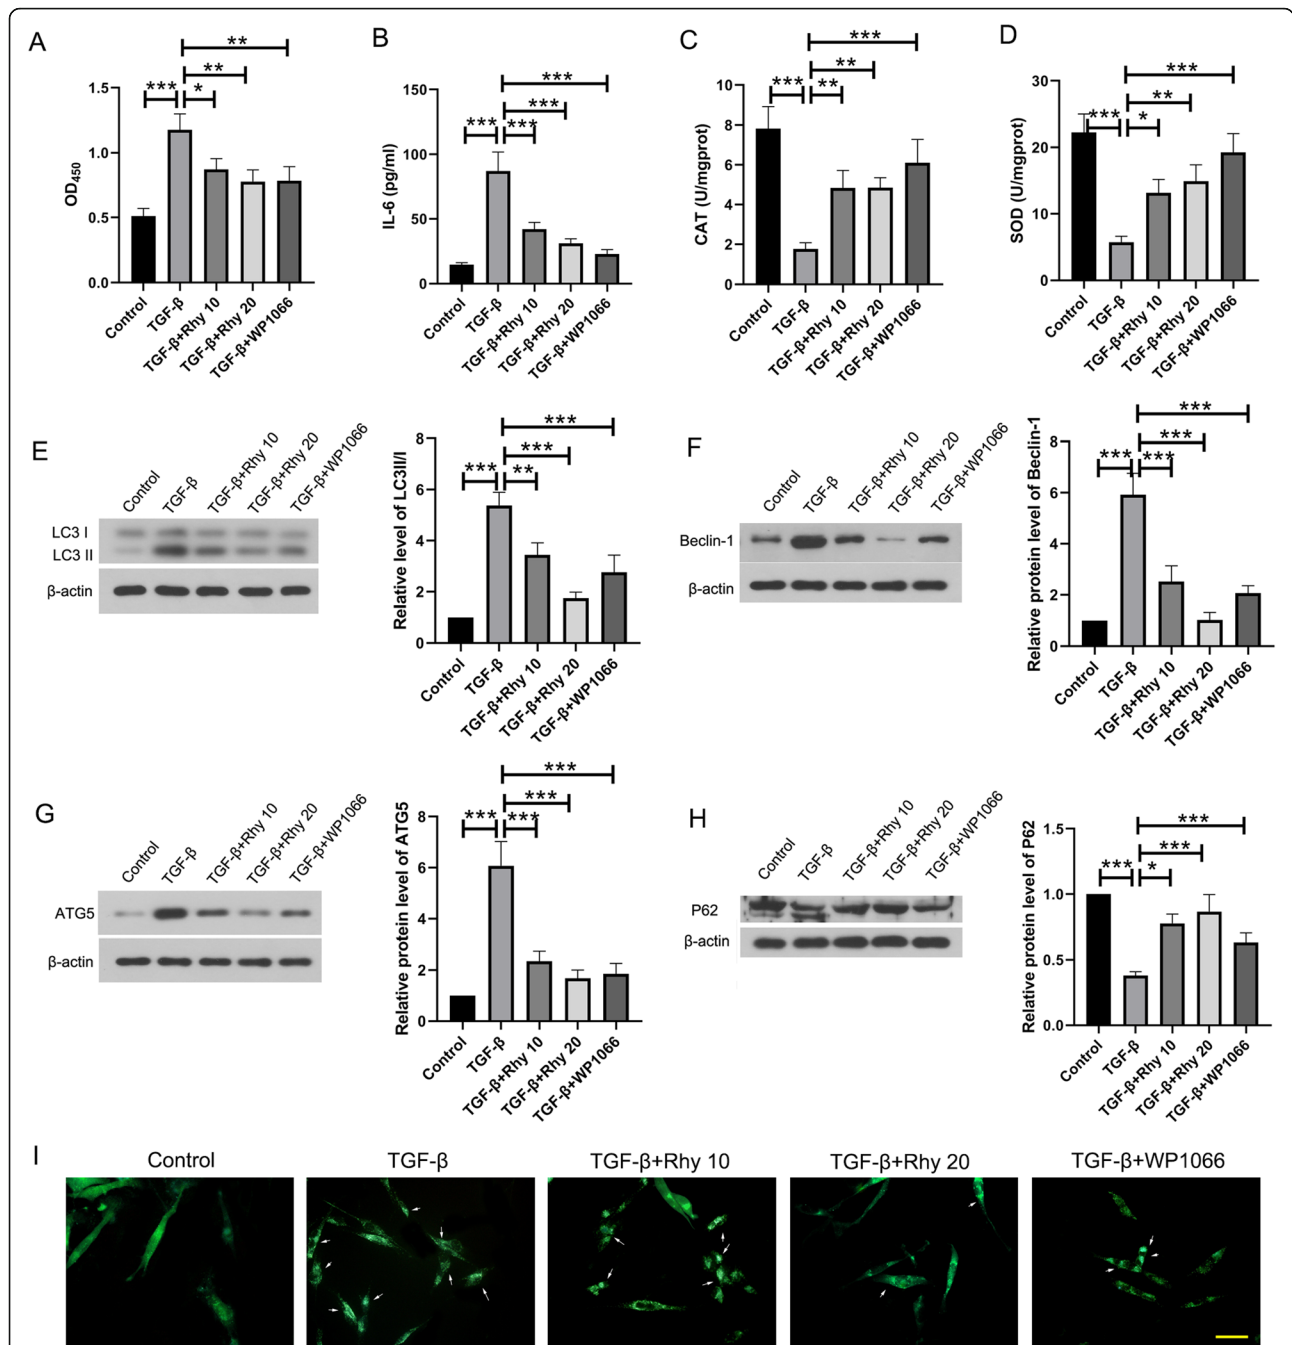 A
**
**
***
*
1.5
1.0
0.5
0.0
OD450
Control
TGF-β
TGF-β+Rhy 10
TGF-β+Rhy 20
TGF-β+WP1066
B
***
***
***
***
150
100
50
0
IL-6 (pg/ml)
Control
TGF-β
TGF-β+Rhy 10
TGF-β+Rhy 20
TGF-β+WP1066
C
***
**
***
**
10
8
6
4
2
0
CAT (U/mgprot)
Control
TGF-β
TGF-β+Rhy 10
TGF-β+Rhy 20
TGF-β+WP1066
D
***
**
***
*
30
20
10
0
SOD (U/mgprot)
Control
TGF-β
TGF-β+Rhy 10
TGF-β+Rhy 20
TGF-β+WP1066
E
Control
TGF-β
TGF-β+Rhy 10
TGF-β+Rhy 20
TGF-β+WP1066
LC3 I
LC3 II
β-actin
***
***
***
**
8
6
4
2
0
Relative level of LC3II/I
Control
TGF-β
TGF-β+Rhy 10
TGF-β+Rhy 20
TGF-β+WP1066
F
Control
TGF-β
TGF-β+Rhy 10
TGF-β+Rhy 20
TGF-β+WP1066
Beclin-1
β-actin
***
***
***
***
8
6
4
2
0
Relative protein level of Beclin-1
Control
TGF-β
TGF-β+Rhy 10
TGF-β+Rhy 20
TGF-β+WP1066
G
Control
TGF-β
TGF-β+Rhy 10
TGF-β+Rhy 20
TGF-β+WP1066
ATG5
β-actin
***
***
***
***
8
6
4
2
0
Relative protein level of ATG5
Control
TGF-β
TGF-β+Rhy 10
TGF-β+Rhy 20
TGF-β+WP1066
H
Control
TGF-β
TGF-β+Rhy 10
TGF-β+Rhy 20
TGF-β+WP1066
P62
β-actin
***
***
***
*
1.5
1.0
0.5
0.0
Relative protein level of P62
Control
TGF-β
TGF-β+Rhy 10
TGF-β+Rhy 20
TGF-β+WP1066
I
Control
TGF-β
TGF-β+Rhy 10
TGF-β+Rhy 20
TGF-β+WP1066